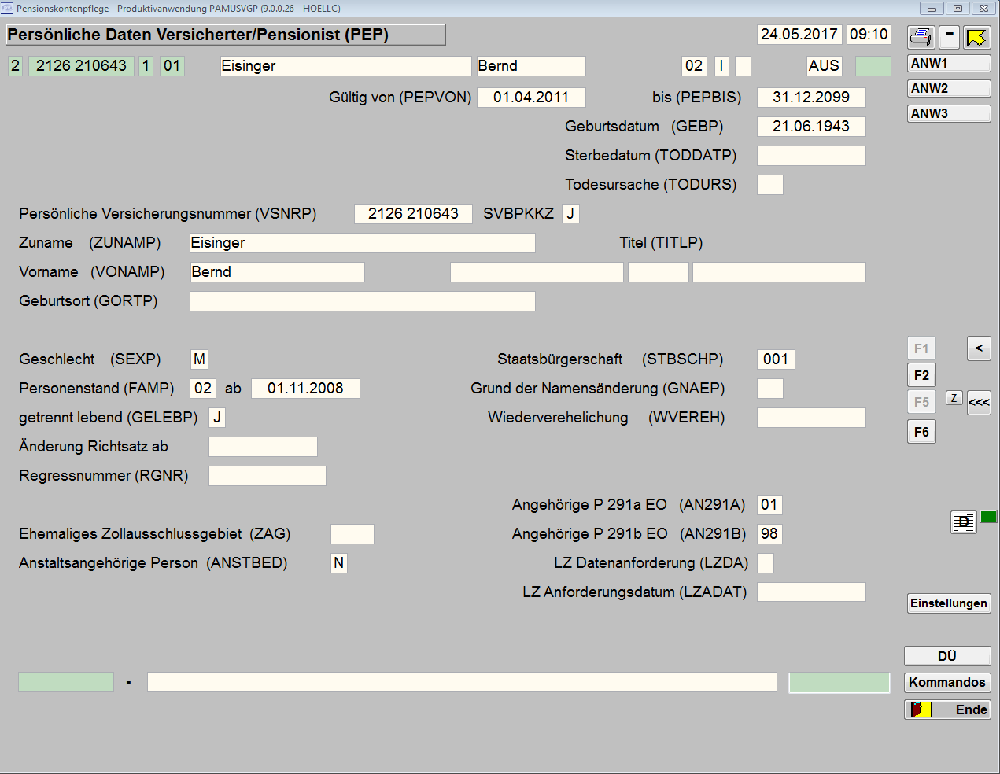 Pensionskontenpflege - Produktivanwendung PAMUSVGP (9.0.0.26 - HOELLC)
Persönliche Daten Versicherter/Pensionist (PEP)
24.05.2017 09:10 -
2 2126 210643 1 01 Eisinger Bernd 02 I AUS ANW1
Gültig von (PEPVON) 01.04.2011 bis (PEPBIS) 31.12.2099 ANW2
Geburtsdatum (GEBP) 21.06.1943 ANW3
Sterbedatum (TODDATP)
Todesursache (TODURS)
Persönliche Versicherungsnummer (VSNRP) 2126 210643 SVBPKKZ J
Zuname (ZUNAMP) Eisinger Titel (TITLP)
Vorname (VONAMP) Bernd
Geburtsort (GORTP)
Geschlecht (SEXP) M Staatsbürgerschaft (STBSCHP) 001 F1 <
Personenstand (FAMP) 02 ab 01.11.2008 Grund der Namensänderung (GNAEP) F2
getrennt lebend (GELEBP) J Wiederverehelichung (WVEREH) F5 Z <<<
Änderung Richtsatz ab F6
Regressnummer (RGNR)
Angehörige P 291a EO (AN291A) 01
D
Ehemaliges Zollausschlussgebiet (ZAG) Angehörige P 291b EO (AN291B) 98
Anstaltsangehörige Person (ANSTBED) N LZ Datenanforderung (LZDA)
LZ Anforderungsdatum (LZADAT)
Einstellungen
DÜ
- Kommandos
Ende